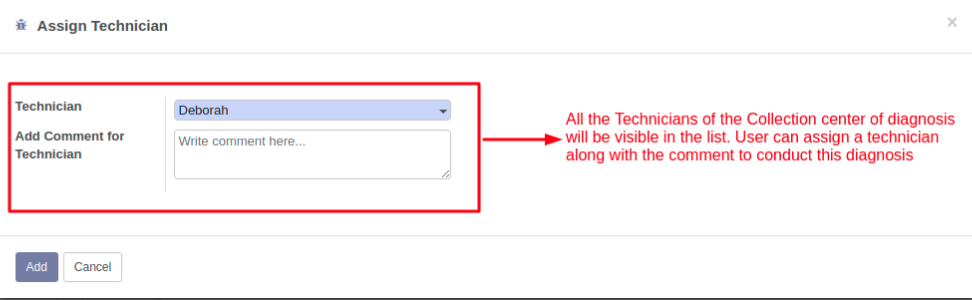 Assign Technician
×
Technician
Deborah
Add Comment for
Technician
Write comment here...
All the Technicians of the Collection center of diagnosis
will be visible in the list. User can assign a technician
along with the comment to conduct this diagnosis
Add
Cancel